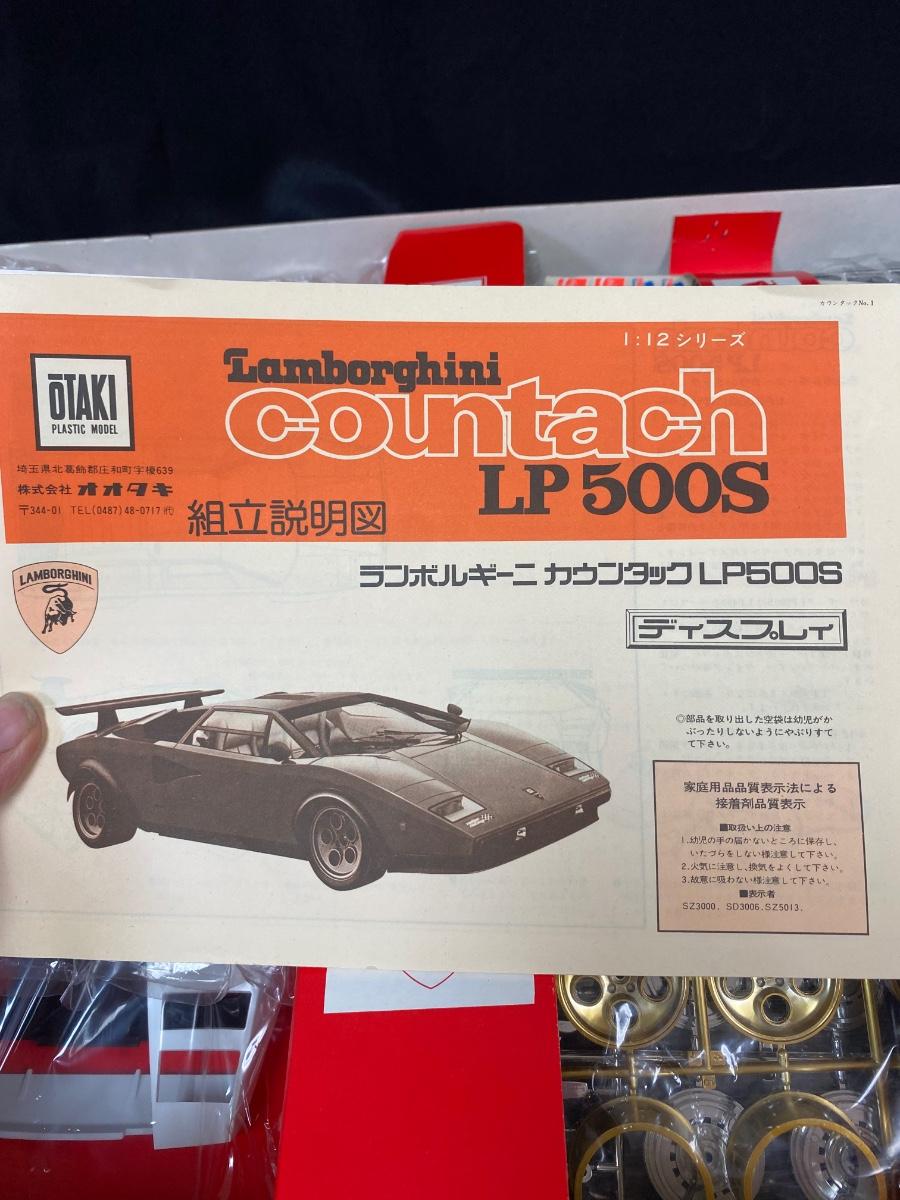 カウンタックNo.1
1:12 シリーズ
Lamborghini
countach
LP 500S
ŌTAKI
PLASTIC MODEL
埼玉県北葛飾郡庄和町字榎639
株式会社 オオタキ
〒344-01 TEL(0487)48-0717 ㈹
組立説明図
ランボルギーニ カウンタック LP500S
LAMBORGHINI
ディスプレィ
◎部品を取り出した空袋は幼児がか
ぶったりしないようにやぶりすて
て下さい。
家庭用品品質表示法による
接着剤品質表示
■取扱い上の注意
1.幼児の手の届かないところに保存し、
いたづらをしない様注意して下さい。
2.火気に注意し、換気をよくして下さい。
3.故意に吸わない様注意して下さい。
■表示者
SZ3000. SD3006.SZ5013.